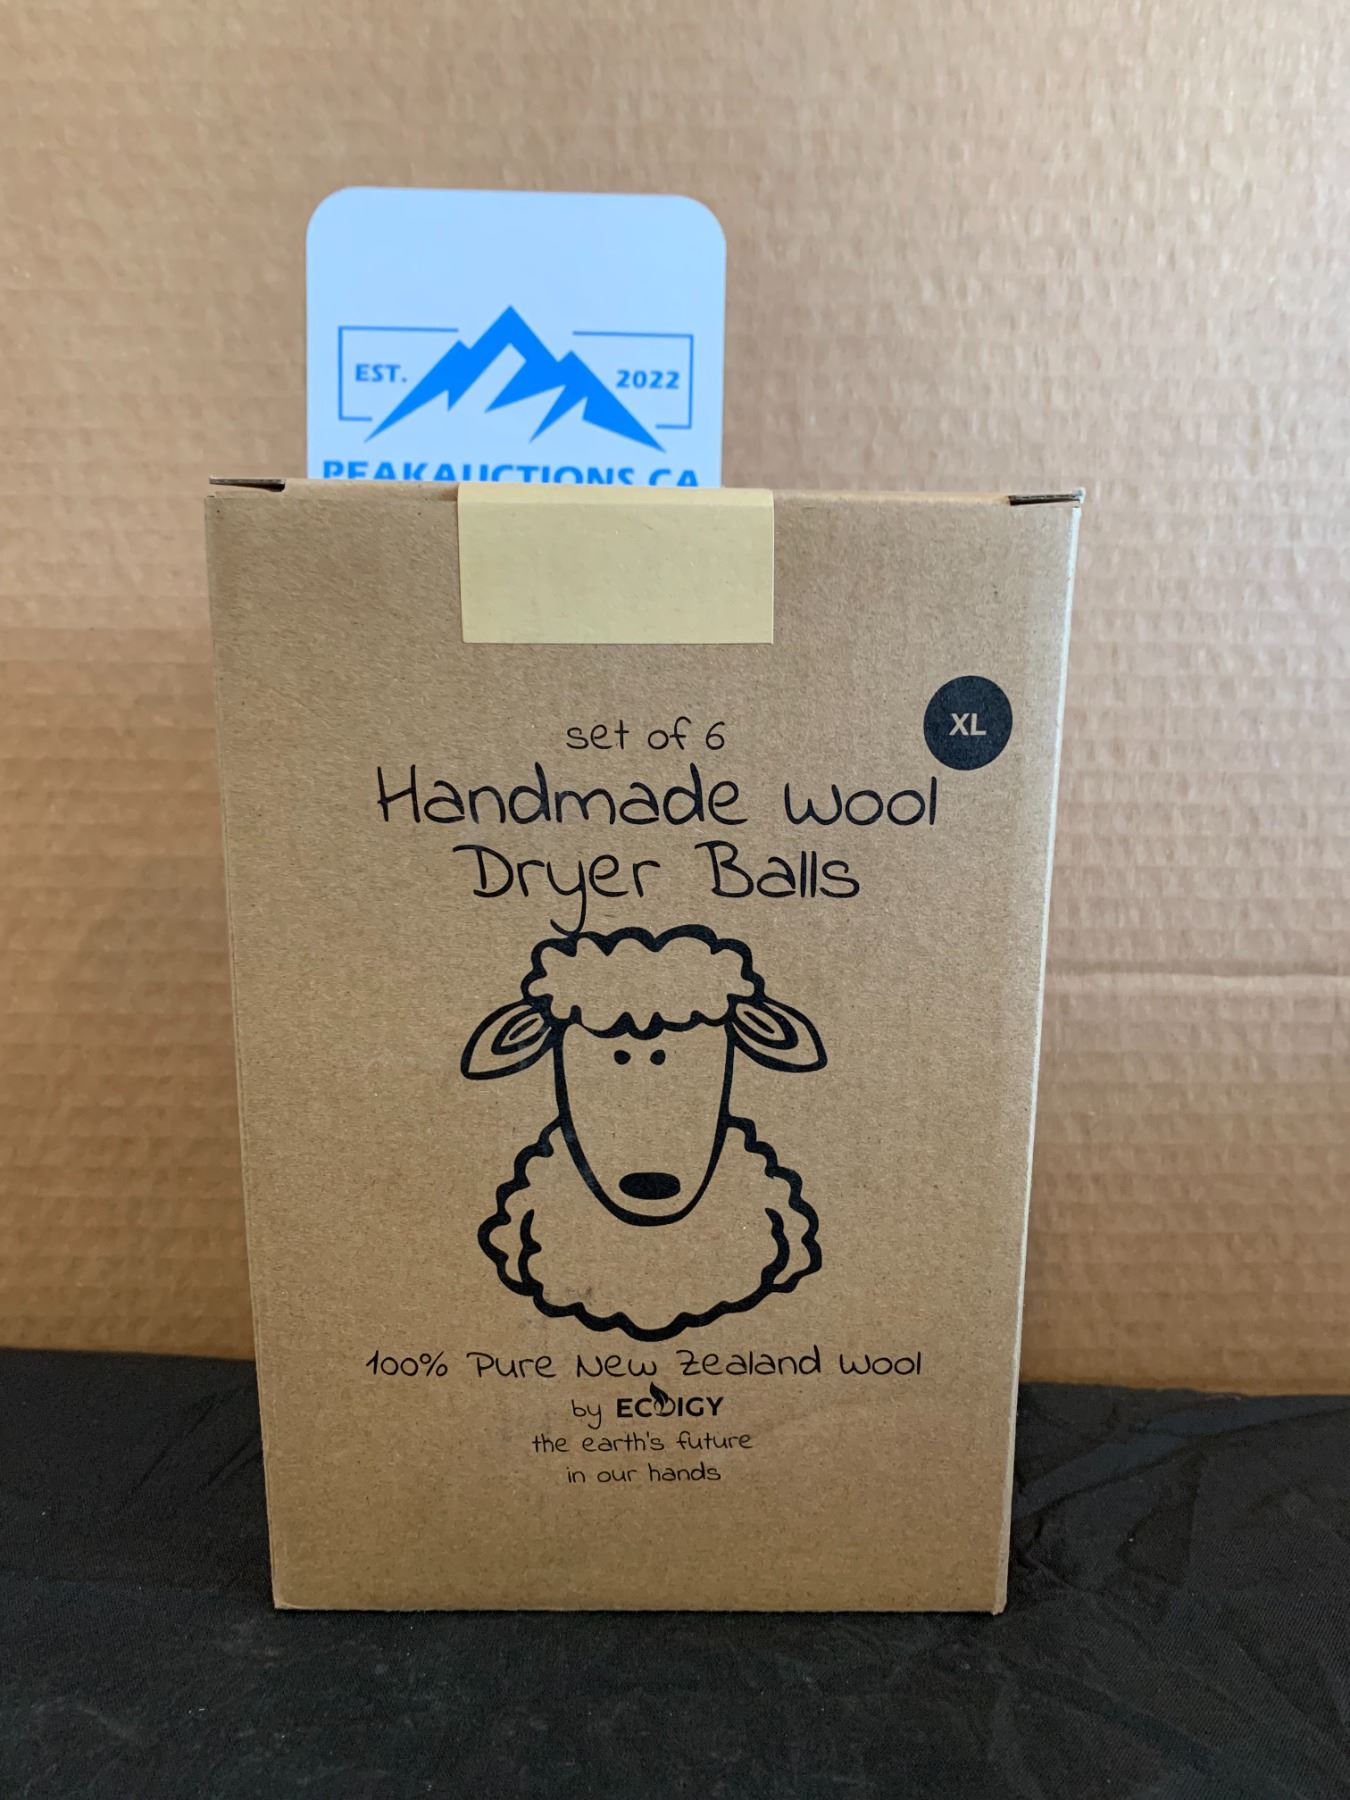 EST. 2022
PEAKAUCTIONS.CA
XL
set of 6
Handmade Wool
Dryer Balls
100% Pure New Zealand Wool
by ECOIGY
the earth's future
in our hands